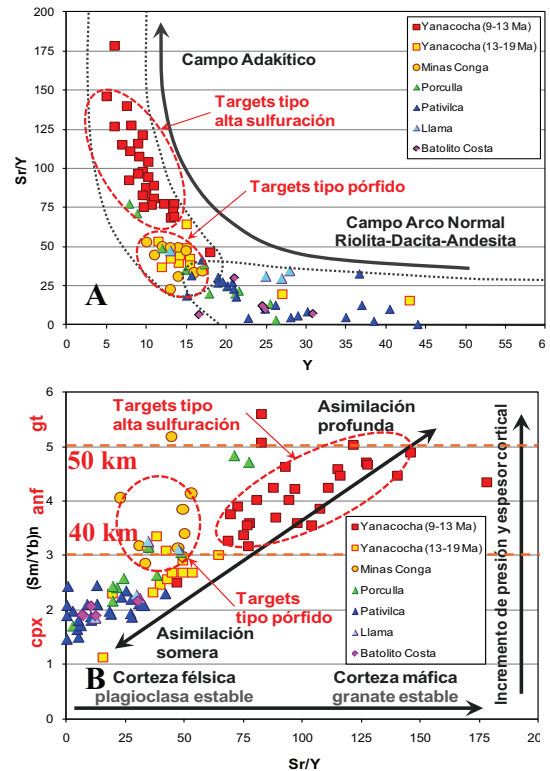 200
175
150
125
100
75
50
25
0
Sr/Y
Campo Adakítico
Targets tipo
alta sulfuración
Targets tipo pórfido
Campo Arco Normal
Riolita-Dacita-Andesita
Yanacocha (9-13 Ma)
Yanacocha (13-19 Ma)
Minas Conga
Porculla
Pativilca
Llama
Batolito Costa
A
0 5 10 15 20 25 30 35 40 45 50 55 60
Y
6
5
4
3
2
1
0
gt
anf
cpx
(Sm/Yb)n
Targets tipo
alta sulfuración
Asimilación
profunda
50 km
40 km
Yanacocha (9-13 Ma)
Yanacocha (13-19 Ma)
Minas Conga
Porculla
Pativilca
Llama
Batolito Costa
Targets
tipo pórfido
Asimilación
somera
B
Corteza félsica
plagioclasa estable
Corteza máfica
granate estable
Incremento de presión y espesor cortical
0 25 50 75 100 125 150 175 20
Sr/Y